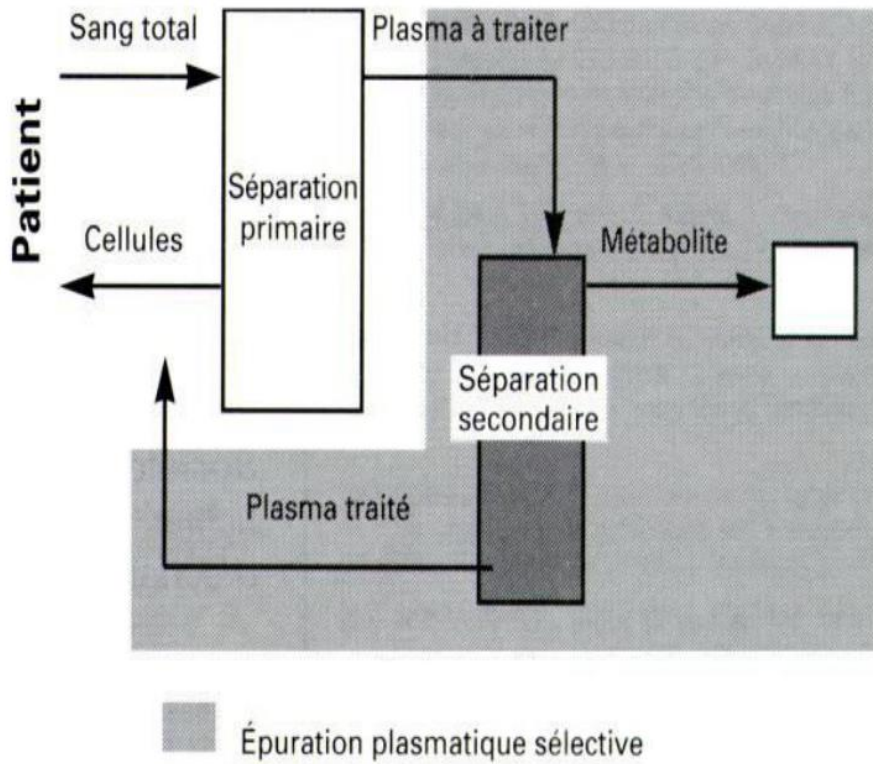 Sang total
Plasma à traiter
Patient
Séparation
primaire
Cellules
Métabolite
Séparation
secondaire
Plasma traité
Épuration plasmatique sélective